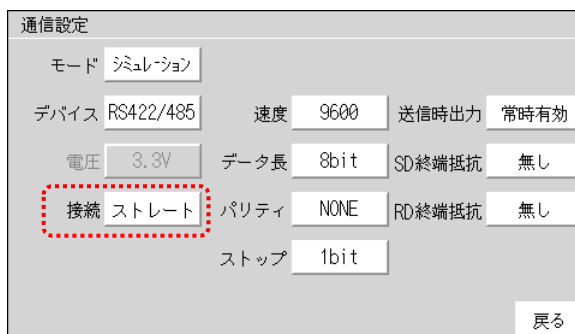 通信設定
モード シミュレーション
デバイス RS422/485 速度 9600 送信時出力 常時有効
電圧 3.3V データ長 8bit SD終端抵抗 無し
接続 ストレート パリティ NONE RD終端抵抗 無し
ストップ 1bit
戻る